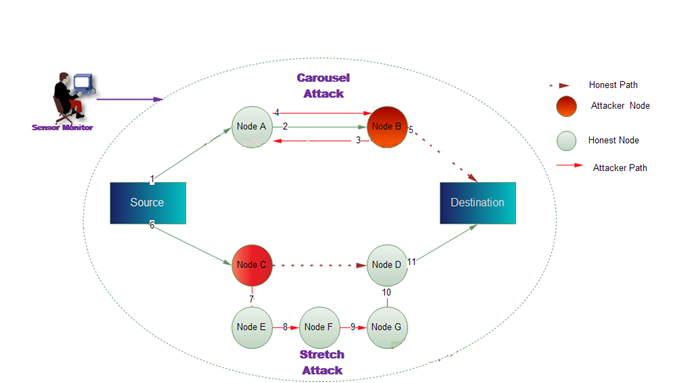 Carousel
Attack
Sensor Monitor
Honest Path
Attacker Node
Honest Node
Attacker Path
Node A
4
2
3
Node B
5
1
Source
6
Destination
Node C
Node D
11
7
10
Node E
8
Node F
9
Node G
Stretch
Attack